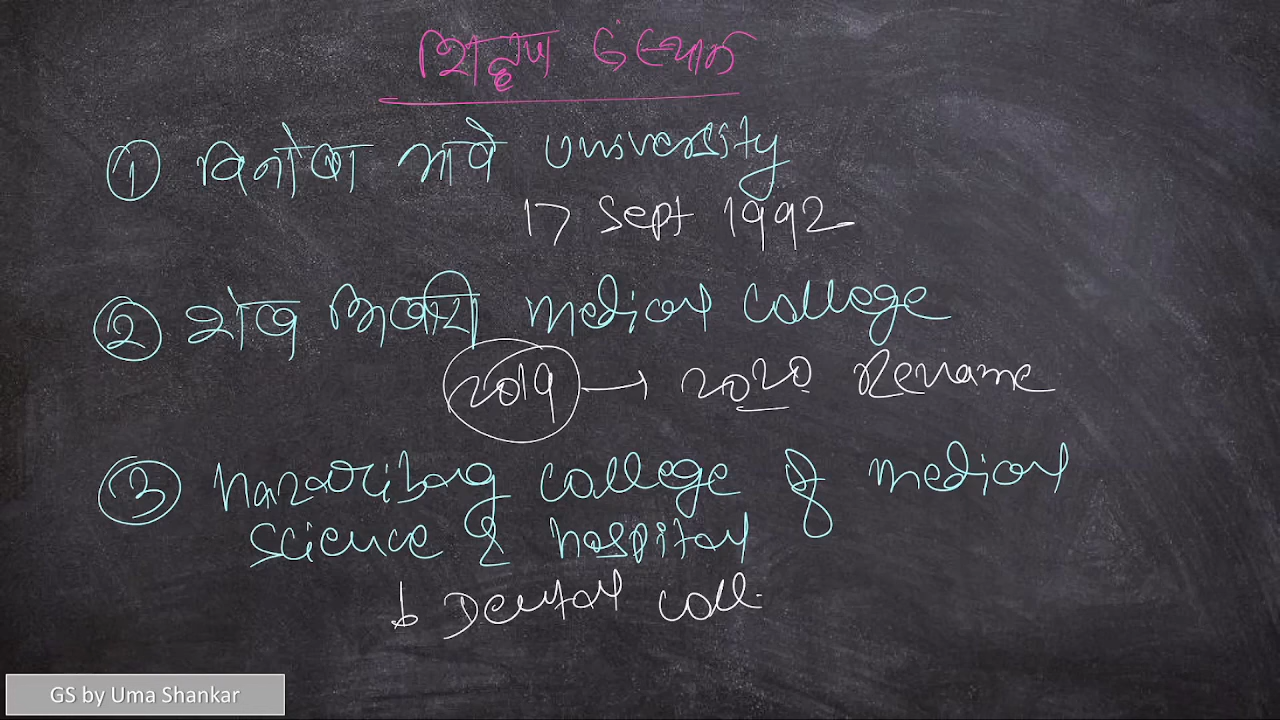 शिक्षण संस्थान
① विनोबा भावे University
17 Sept 1992
② शेख भिखारी medical college
2019 → 2020 Rename
③ hazaribag college of medical
science & hospital
↳ Dental coll.
GS by Uma Shankar